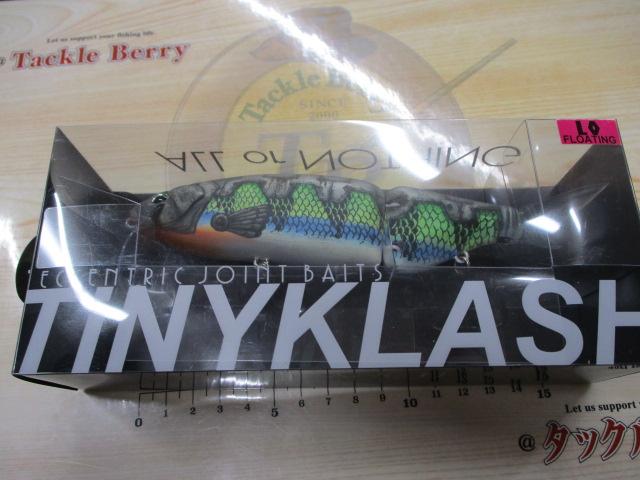 Let us support your fishing life.
@ Tackle Berry
Tackle Berry
SINCE
2000
LO
FLOATING
ALL or NOTHING
ECCENTRIC JOINT BAITS
TINYKLASH
0 1 2 3 4 5 6 7 8 9 10 11 12 13 14 15
Let us support
@タック